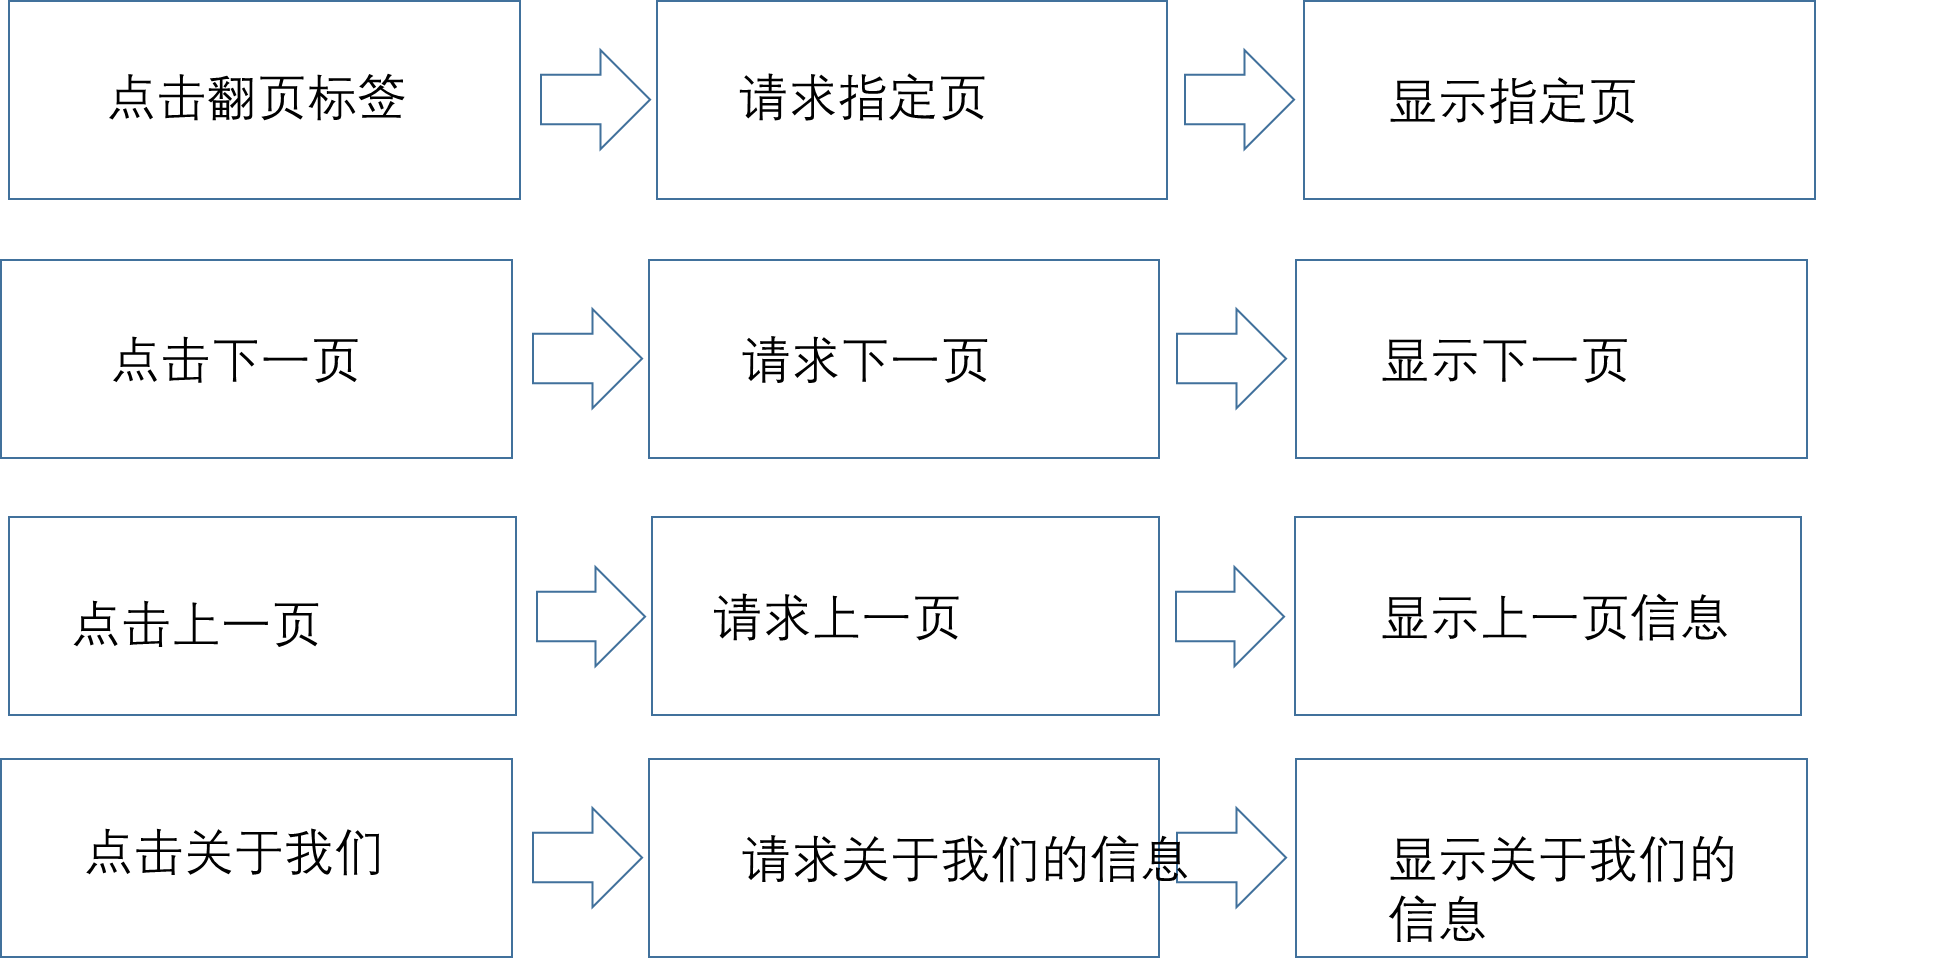 点击翻页标签
请求指定页
显示指定页
点击下一页
请求下一页
显示下一页
点击上一页
请求上一页
显示上一页信息
点击关于我们
请求关于我们的信息
显示关于我们的
信息